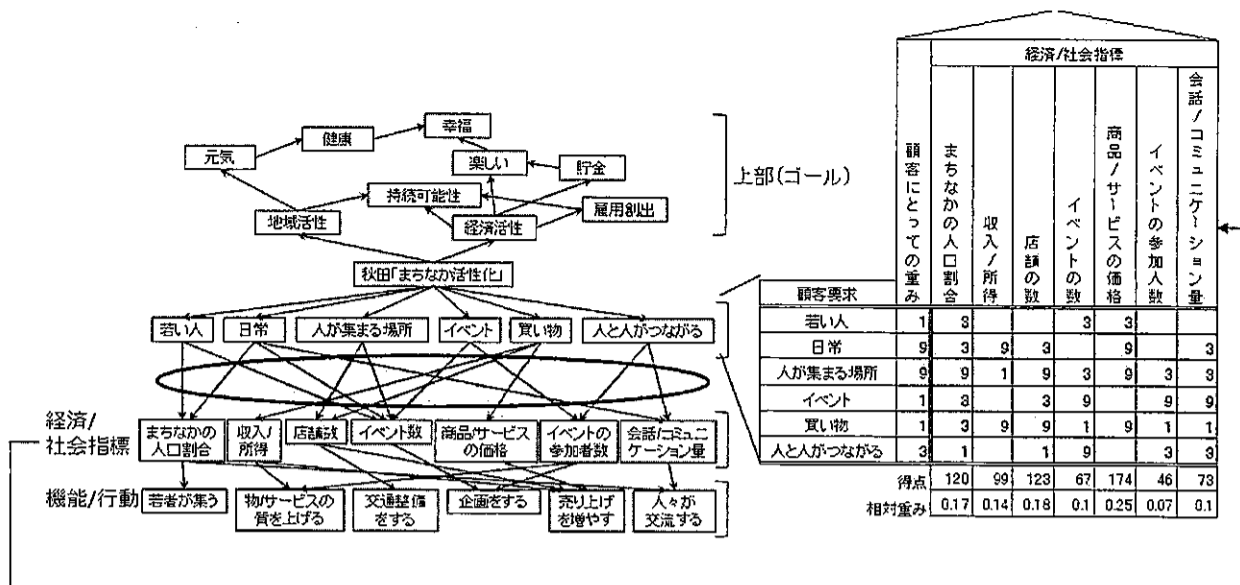 幸福
健康
元気
楽しい
貯金
上部(ゴール)
持続可能性
雇用創出
地域活性
経済活性
秋田「まちなか活性化」
若い人
日常
人が集まる場所
イベント
買い物
人と人がつながる
経済/
社会指標
まちなかの
人口割合
収入/
所得
店舗数
イベント数
商品/サービス
の価格
イベントの
参加者数
会話/コミュニ
ケーション量
機能/行動
若者が集う
物/サービスの
質を上げる
交通整備
をする
企画をする
売り上げ
を増やす
人々が
交流する
経済/社会指標
顧客にとっての重み
まちなかの人口割合
収入/所得
店舗の数
イベントの数
商品/サービスの価格
イベントの参加人数
会話/コミュニケーション量
顧客要求
若い人 1 3 3 3
日常 9 3 9 3 9 3
人が集まる場所 9 9 1 9 3 9 3 3
イベント 1 3 3 9 9 9
買い物 1 3 9 9 1 9 1 1
人と人がつながる 3 1 1 9 3 3
得点 120 99 123 67 174 46 73
相対重み 0.17 0.14 0.18 0.1 0.25 0.07 0.1